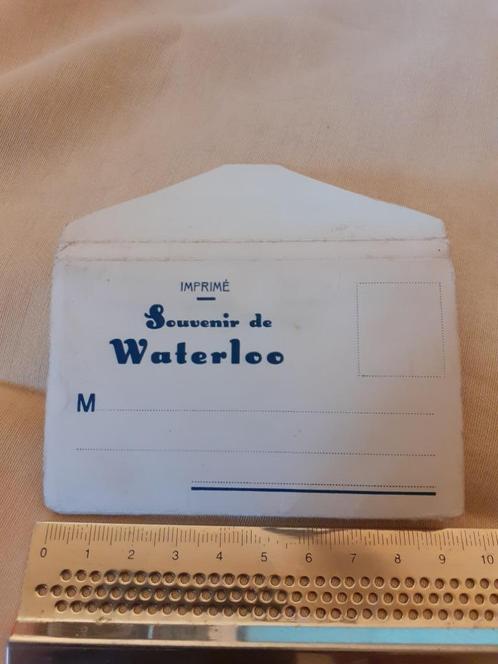 IMPRIMÉ
Souvenir de
Waterloo
M
0 1 2 3 4 5 6 7 8 9 10